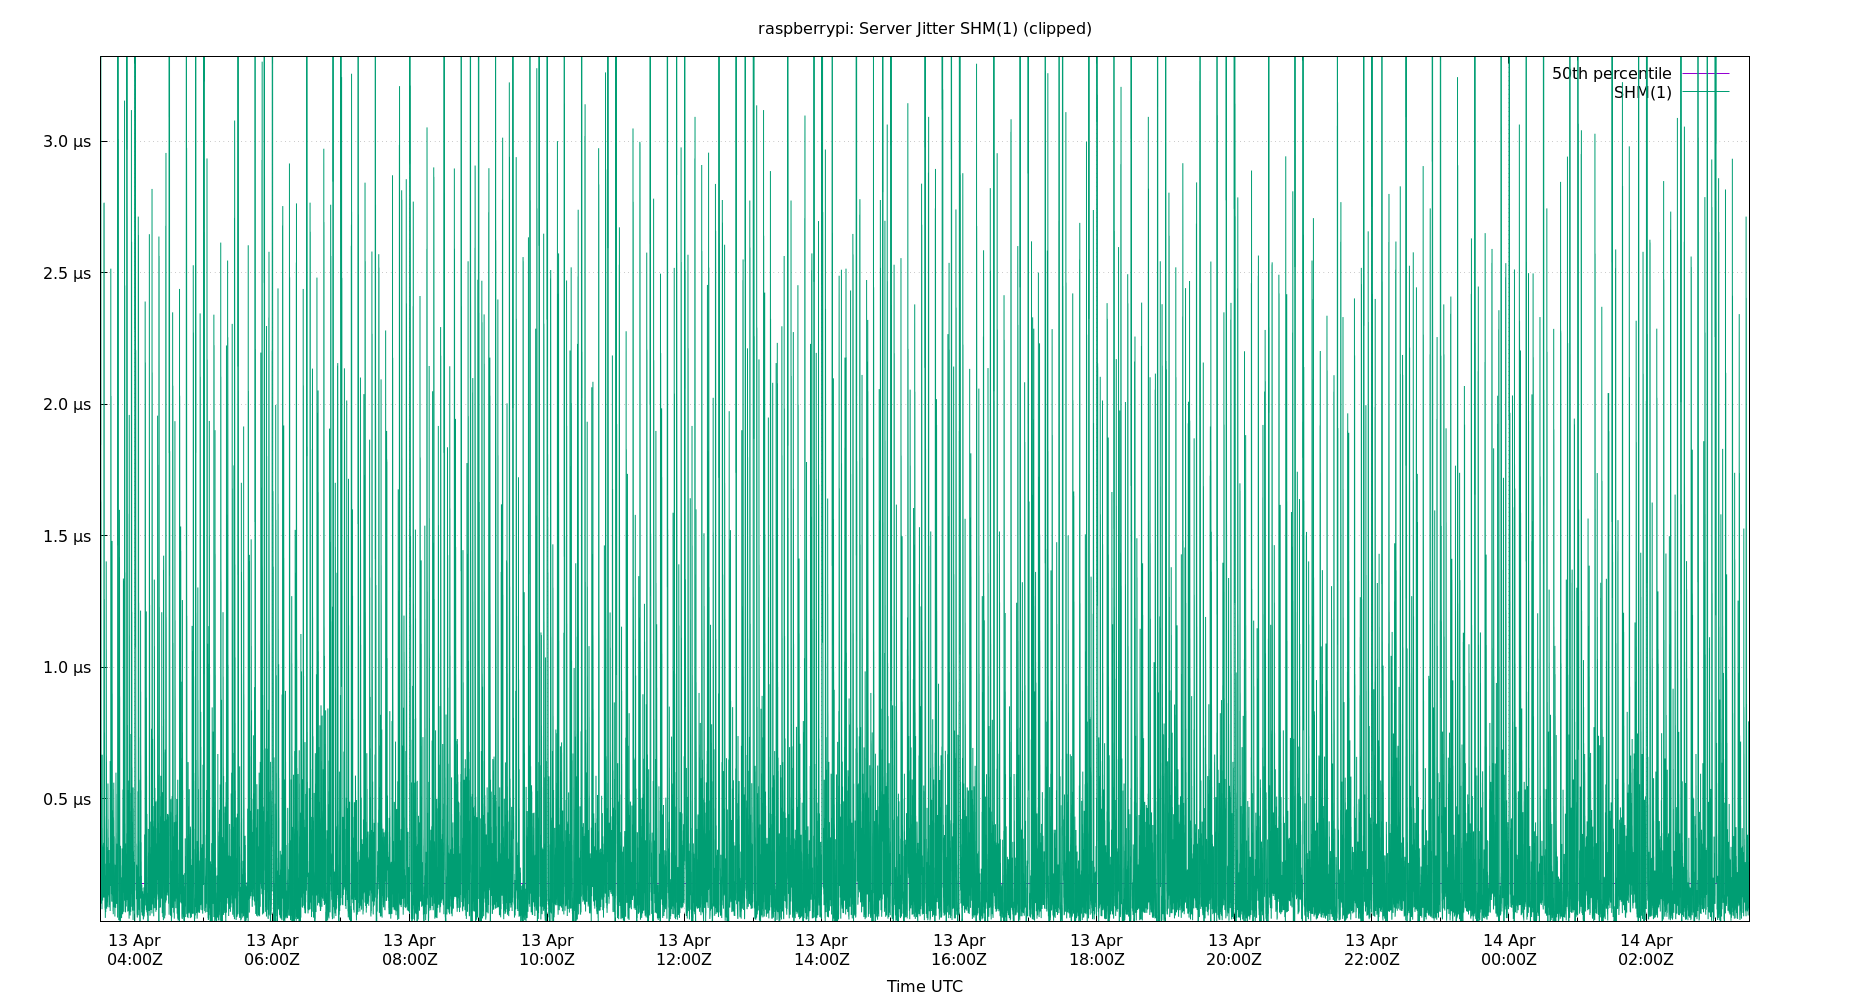 raspberrypi: Server Jitter SHM(1) (clipped)
50th percentile
SHM(1)
3.0 µs
2.5 µs
2.0 µs
1.5 µs
1.0 µs
0.5 µs
13 Apr 13 Apr 13 Apr 13 Apr 13 Apr 13 Apr 13 Apr 13 Apr 13 Apr 13 Apr 14 Apr 14 Apr
04:00Z 06:00Z 08:00Z 10:00Z 12:00Z 14:00Z 16:00Z 18:00Z 20:00Z 22:00Z 00:00Z 02:00Z
Time UTC